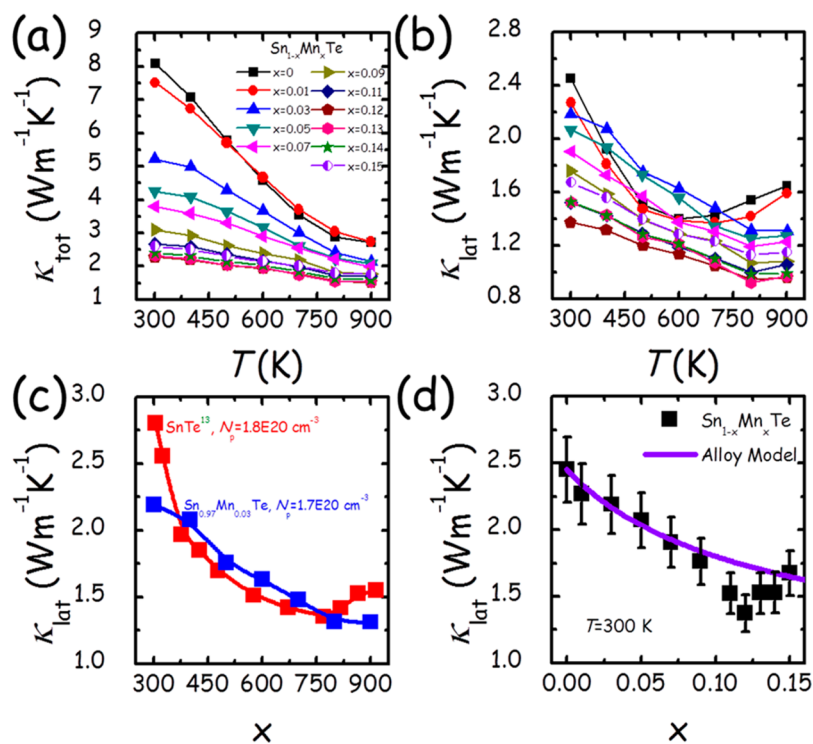 (a)
Sn1-xMnxTe
x=0
x=0.01
x=0.03
x=0.05
x=0.07
x=0.09
x=0.11
x=0.12
x=0.13
x=0.14
x=0.15
9
8
7
6
5
4
3
2
1
κtot (Wm⁻¹K⁻¹)
300 450 600 750 900
T(K)
(b)
2.8
2.4
2.0
1.6
1.2
0.8
κlat (Wm⁻¹K⁻¹)
300 450 600 750 900
T(K)
(c)
SnTe¹³, Np=1.8E20 cm⁻³
Sn0.97Mn0.03Te, Np=1.7E20 cm⁻³
3.0
2.5
2.0
1.5
1.0
κlat (Wm⁻¹K⁻¹)
300 450 600 750 900
x
(d)
Sn1-xMnxTe
Alloy Model
T=300 K
3.0
2.5
2.0
1.5
1.0
κlat (Wm⁻¹K⁻¹)
0.00 0.05 0.10 0.15
x